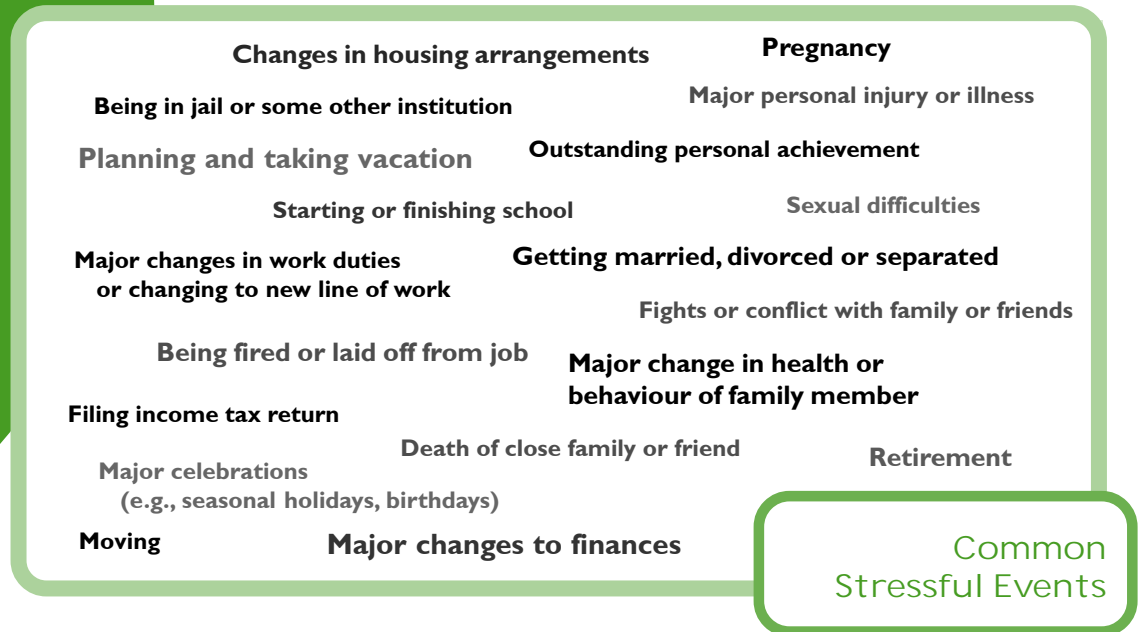 Changes in housing arrangements
Pregnancy
Being in jail or some other institution
Major personal injury or illness
Planning and taking vacation
Outstanding personal achievement
Starting or finishing school
Sexual difficulties
Major changes in work duties
or changing to new line of work
Getting married, divorced or separated
Fights or conflict with family or friends
Being fired or laid off from job
Major change in health or
behaviour of family member
Filing income tax return
Death of close family or friend
Retirement
Major celebrations
(e.g., seasonal holidays, birthdays)
Moving
Major changes to finances
Common
Stressful Events